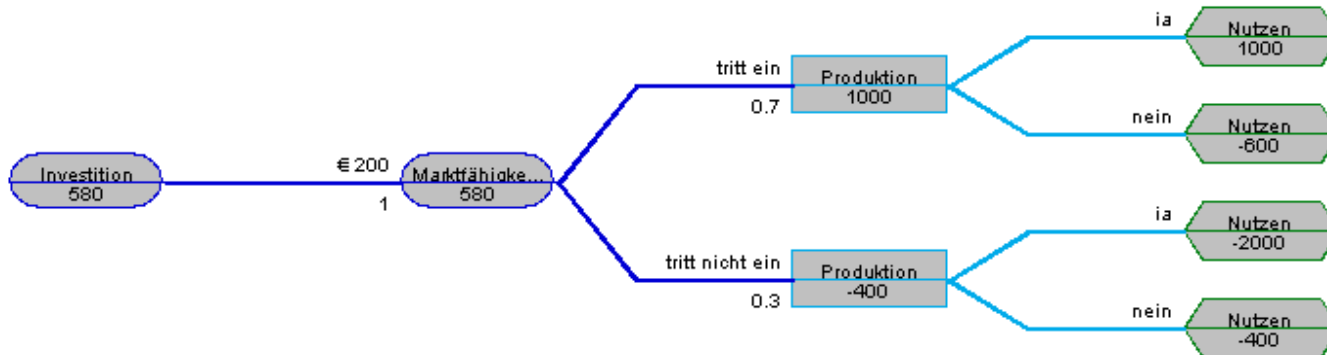 Investition
580
€ 200
1
Marktfähigke...
580
tritt ein
0.7
Produktion
1000
ja
Nutzen
1000
nein
Nutzen
-600
tritt nicht ein
0.3
Produktion
-400
ja
Nutzen
-2000
nein
Nutzen
-400